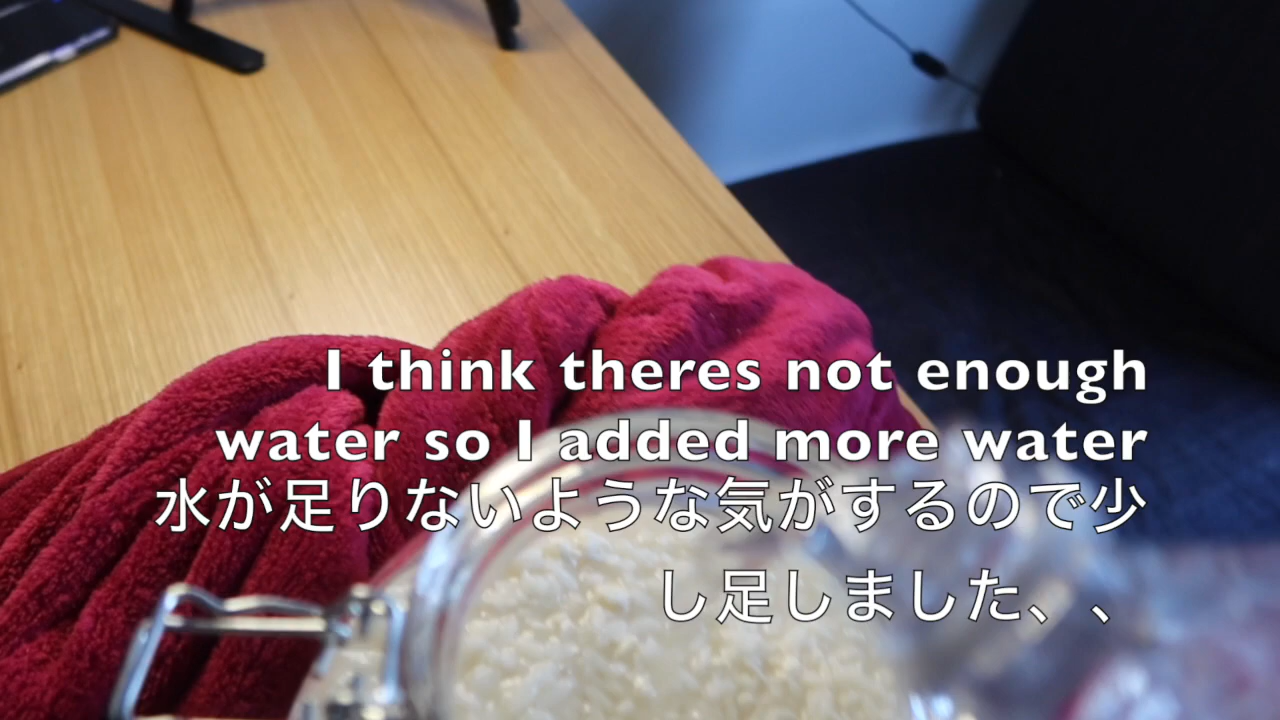 I think theres not enough
water so I added more water
水が足りないような気がするので少
し足しました、、